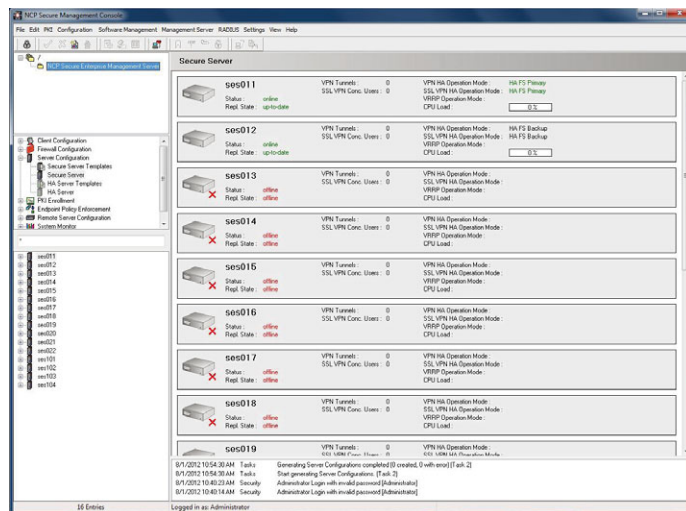 NCP Secure Management Console
File Edit PKI Configuration Software Management Management Server RADIUS Settings View Help
/
NCP Secure Enterprise Management Server
Client Configuration
Firewall Configuration
Server Configuration
Secure Server Templates
Secure Server
HA Server Templates
HA Server
PKI Enrollment
Endpoint Policy Enforcement
Remote Server Configuration
System Monitor
*
ses011
ses012
ses013
ses014
ses015
ses016
ses017
ses018
ses019
ses020
ses021
ses022
ses101
ses102
ses103
ses104
Secure Server
ses011 VPN Tunnels : 0 VPN HA Operation Mode : HA FS Primary
SSL VPN Conc. Users : 0 SSL VPN HA Operation Mode : HA FS Primary
Status : online VRRP Operation Mode :
Repl. State : up-to-date CPU Load : 0 %
ses012 VPN Tunnels : 0 VPN HA Operation Mode : HA FS Backup
SSL VPN Conc. Users : 0 SSL VPN HA Operation Mode : HA FS Backup
Status : online VRRP Operation Mode :
Repl. State : up-to-date CPU Load : 0 %
ses013 VPN Tunnels : 0 VPN HA Operation Mode :
SSL VPN Conc. Users : 0 SSL VPN HA Operation Mode :
Status : offline VRRP Operation Mode :
Repl. State : offline CPU Load :
ses014 VPN Tunnels : 0 VPN HA Operation Mode :
SSL VPN Conc. Users : 0 SSL VPN HA Operation Mode :
Status : offline VRRP Operation Mode :
Repl. State : offline CPU Load :
ses015 VPN Tunnels : 0 VPN HA Operation Mode :
SSL VPN Conc. Users : 0 SSL VPN HA Operation Mode :
Status : offline VRRP Operation Mode :
Repl. State : offline CPU Load :
ses016 VPN Tunnels : 0 VPN HA Operation Mode :
SSL VPN Conc. Users : 0 SSL VPN HA Operation Mode :
Status : offline VRRP Operation Mode :
Repl. State : offline CPU Load :
ses017 VPN Tunnels : 0 VPN HA Operation Mode :
SSL VPN Conc. Users : 0 SSL VPN HA Operation Mode :
Status : offline VRRP Operation Mode :
Repl. State : offline CPU Load :
ses018 VPN Tunnels : 0 VPN HA Operation Mode :
SSL VPN Conc. Users : 0 SSL VPN HA Operation Mode :
Status : offline VRRP Operation Mode :
Repl. State : offline CPU Load :
ses019 VPN Tunnels : 0 VPN HA Operation Mode :
8/1/2012 10:54:30 AM Tasks Generating Server Configurations completed [0 created, 0 with error] (Task 2)
8/1/2012 10:54:30 AM Tasks Start generating Server Configurations. (Task 2)
8/1/2012 10:40:23 AM Security Administrator Login with invalid password [Administrator]
8/1/2012 10:40:14 AM Security Administrator Login with invalid password [Administrator]
16 Entries Logged in as: Administrator